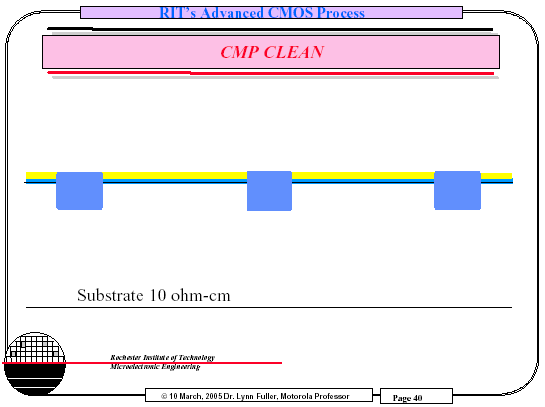 RIT's Advanced CMOS Process
CMP CLEAN
Substrate 10 ohm-cm
Rochester Institute of Technology
Microelectronic Engineering
© 10 March, 2005 Dr. Lynn Fuller, Motorola Professor
Page 40